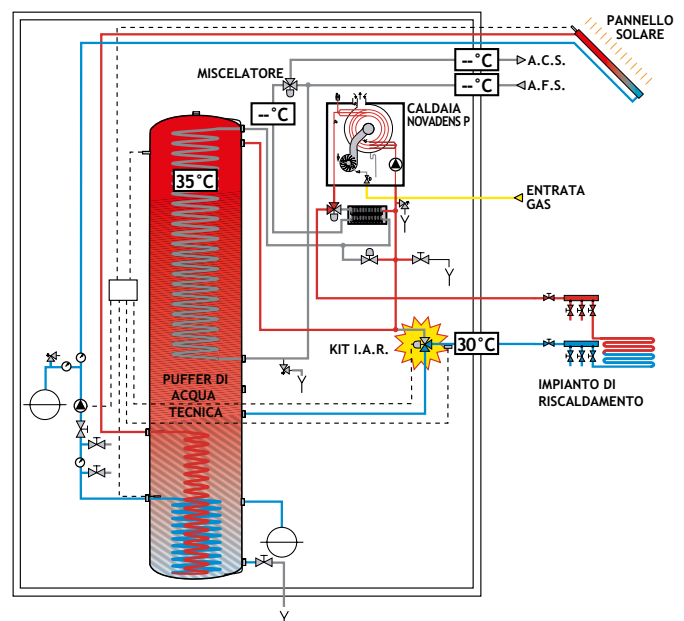 PANNELLO
SOLARE
--°C
A.C.S.
MISCELATORE
--°C
A.F.S.
--°C
CALDAIA
NOVADENS P
35°C
ENTRATA
GAS
KIT I.A.R.
30°C
PUFFER DI
ACQUA
TECNICA
IMPIANTO DI
RISCALDAMENTO